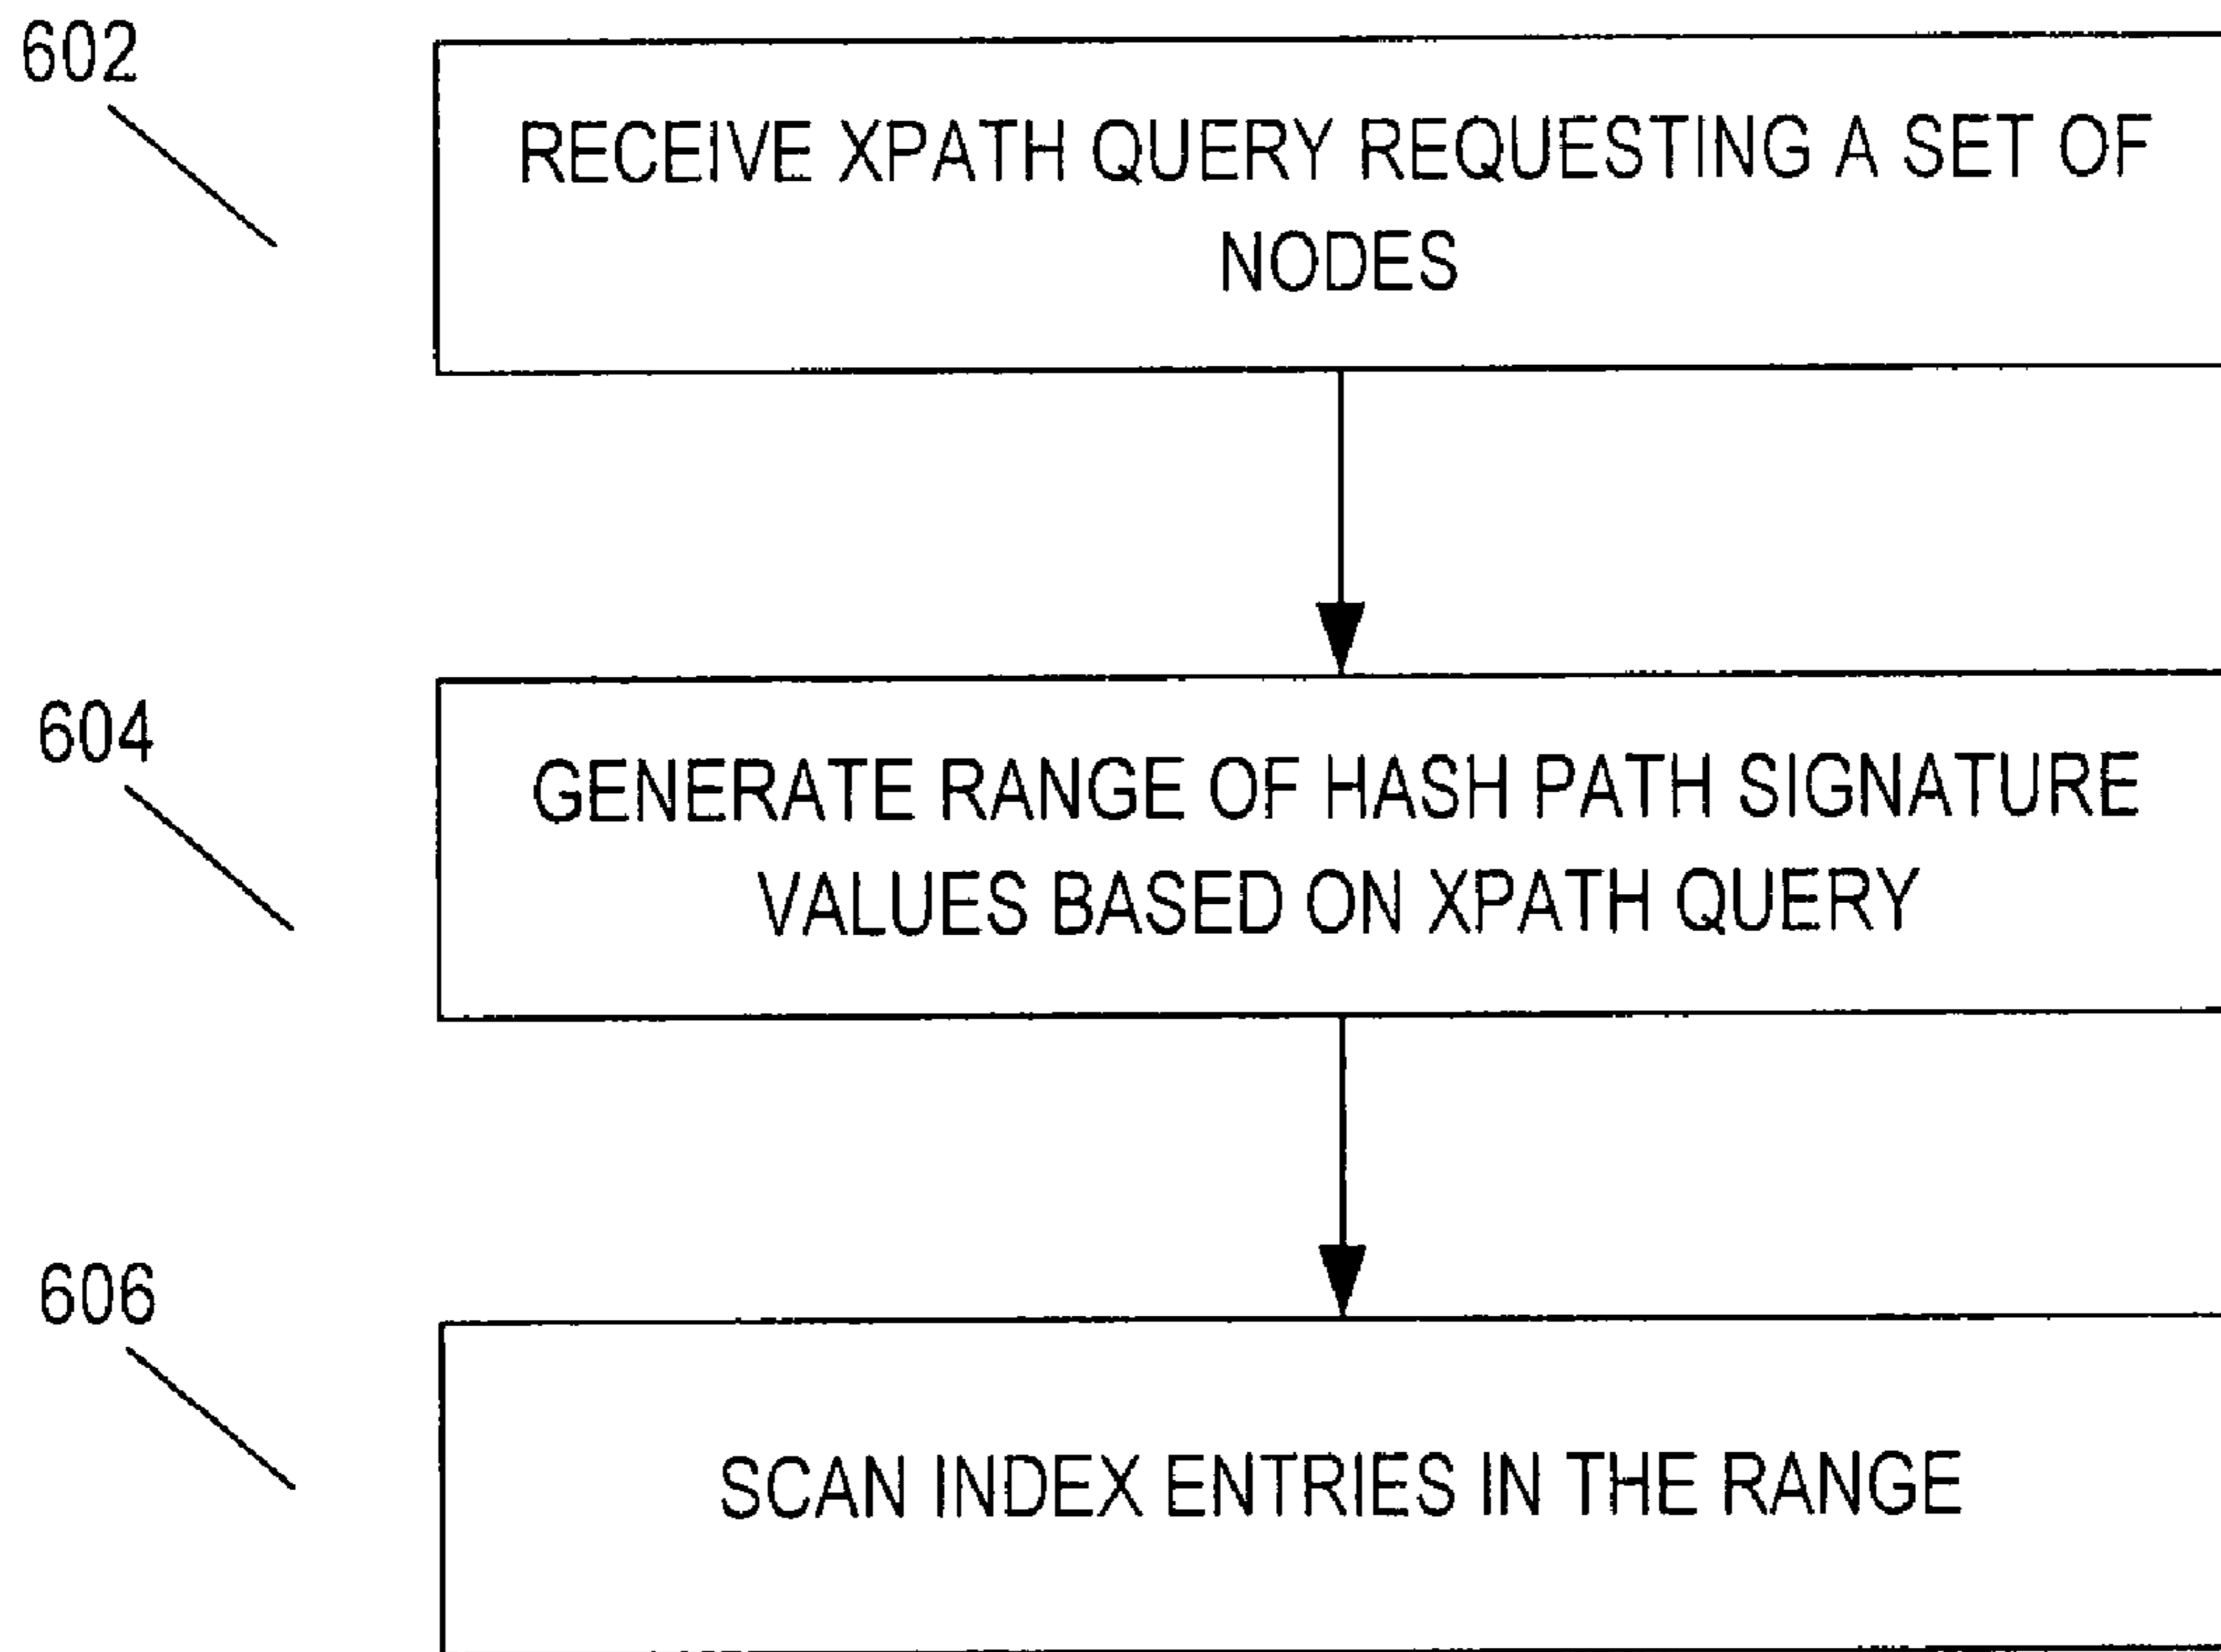 602
RECEIVE XPATH QUERY REQUESTING A SET OF
NODES
604
GENERATE RANGE OF HASH PATH SIGNATURE
VALUES BASED ON XPATH QUERY
606
SCAN INDEX ENTRIES IN THE RANGE